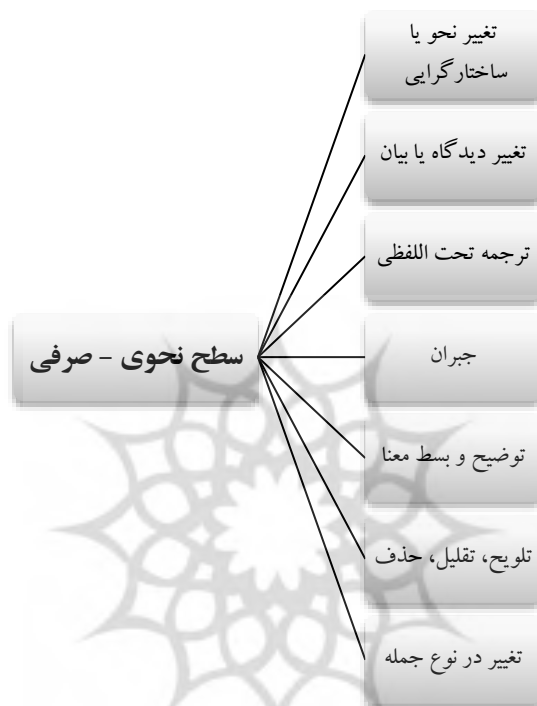 تغییر نحو یا
ساختارگرایی
تغییر دیدگاه یا بیان
ترجمه تحت اللفظی
سطح نحوی - صرفی
جبران
توضیح و بسط معنا
تلویح، تقلیل، حذف
تغییر در نوع جمله